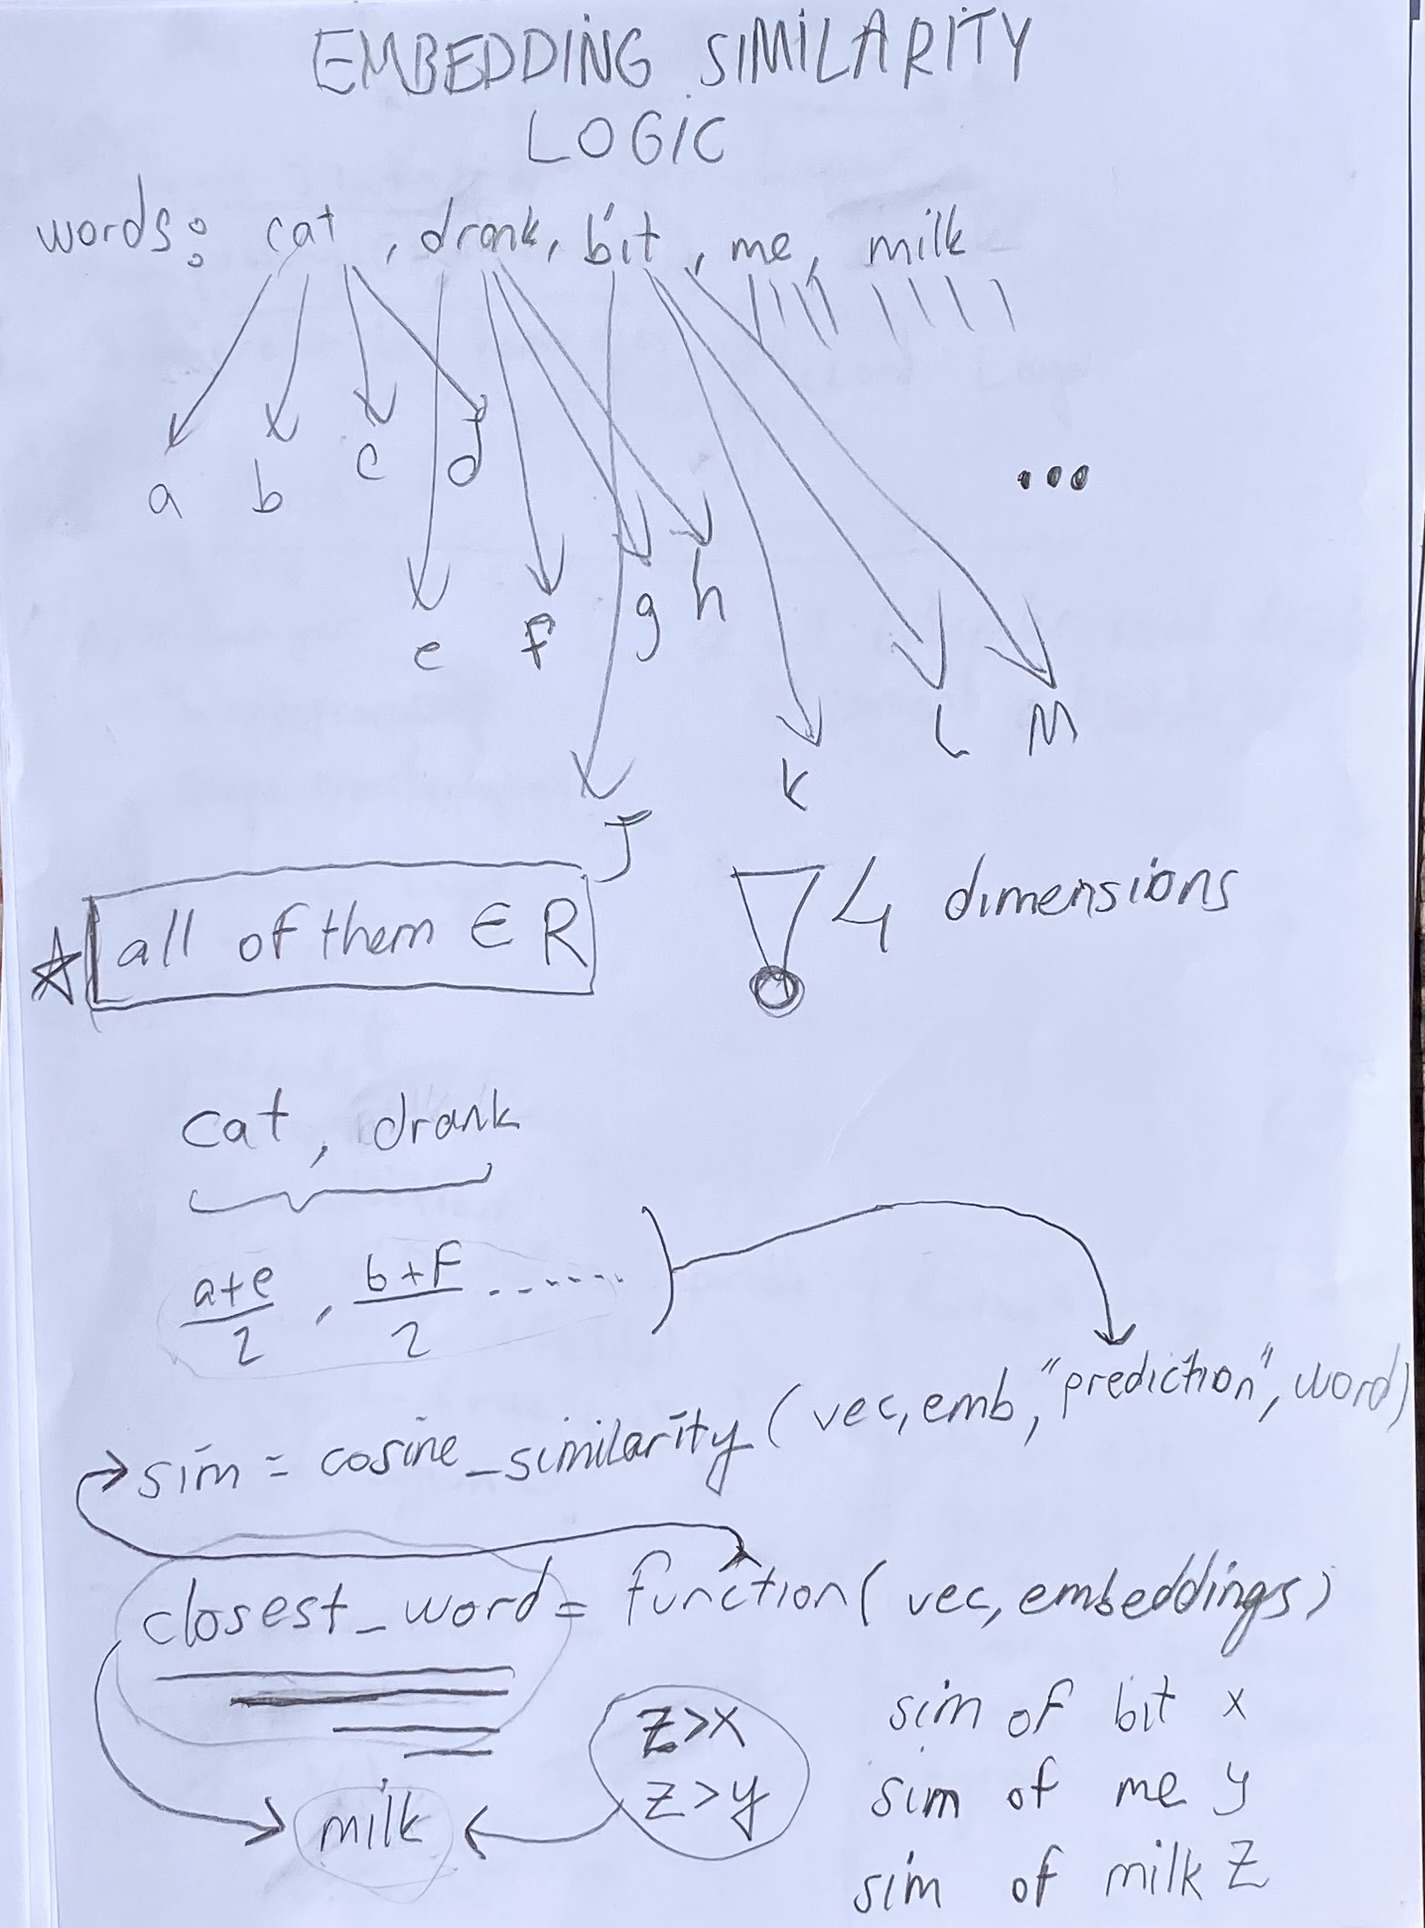 EMBEDDING SIMILARITY
LOGIC
words: cat, drank, bit, me, milk
a b c d
...
e f g h
J K L M
all of them ∈ R
4 dimensions
cat, drank
a+e/2, b+f/2 .......
sim = cosine_similarity(vec, emb, "prediction", word)
closest_word = function(vec, embeddings)
z>x
z>y
milk
sim of bit x
sim of me y
sim of milk z